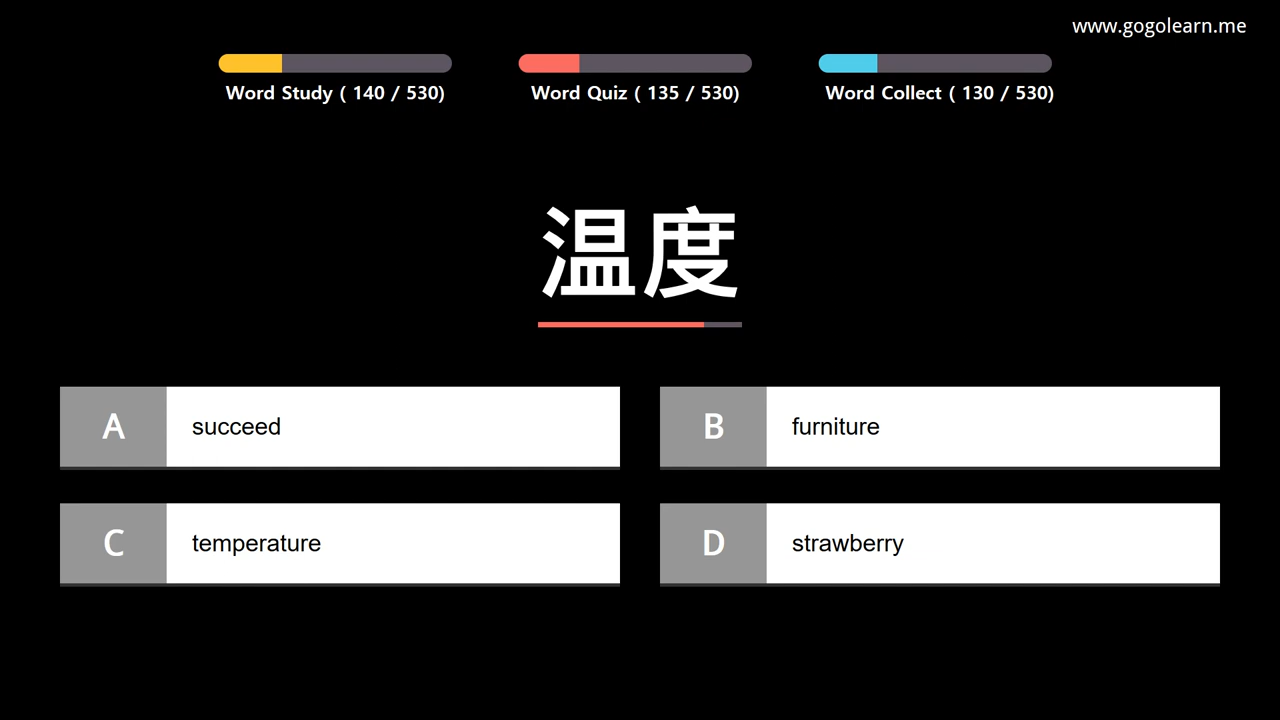 www.gogolearn.me
Word Study ( 140 / 530)
Word Quiz ( 135 / 530)
Word Collect ( 130 / 530)
温度
A
succeed
B
furniture
C
temperature
D
strawberry